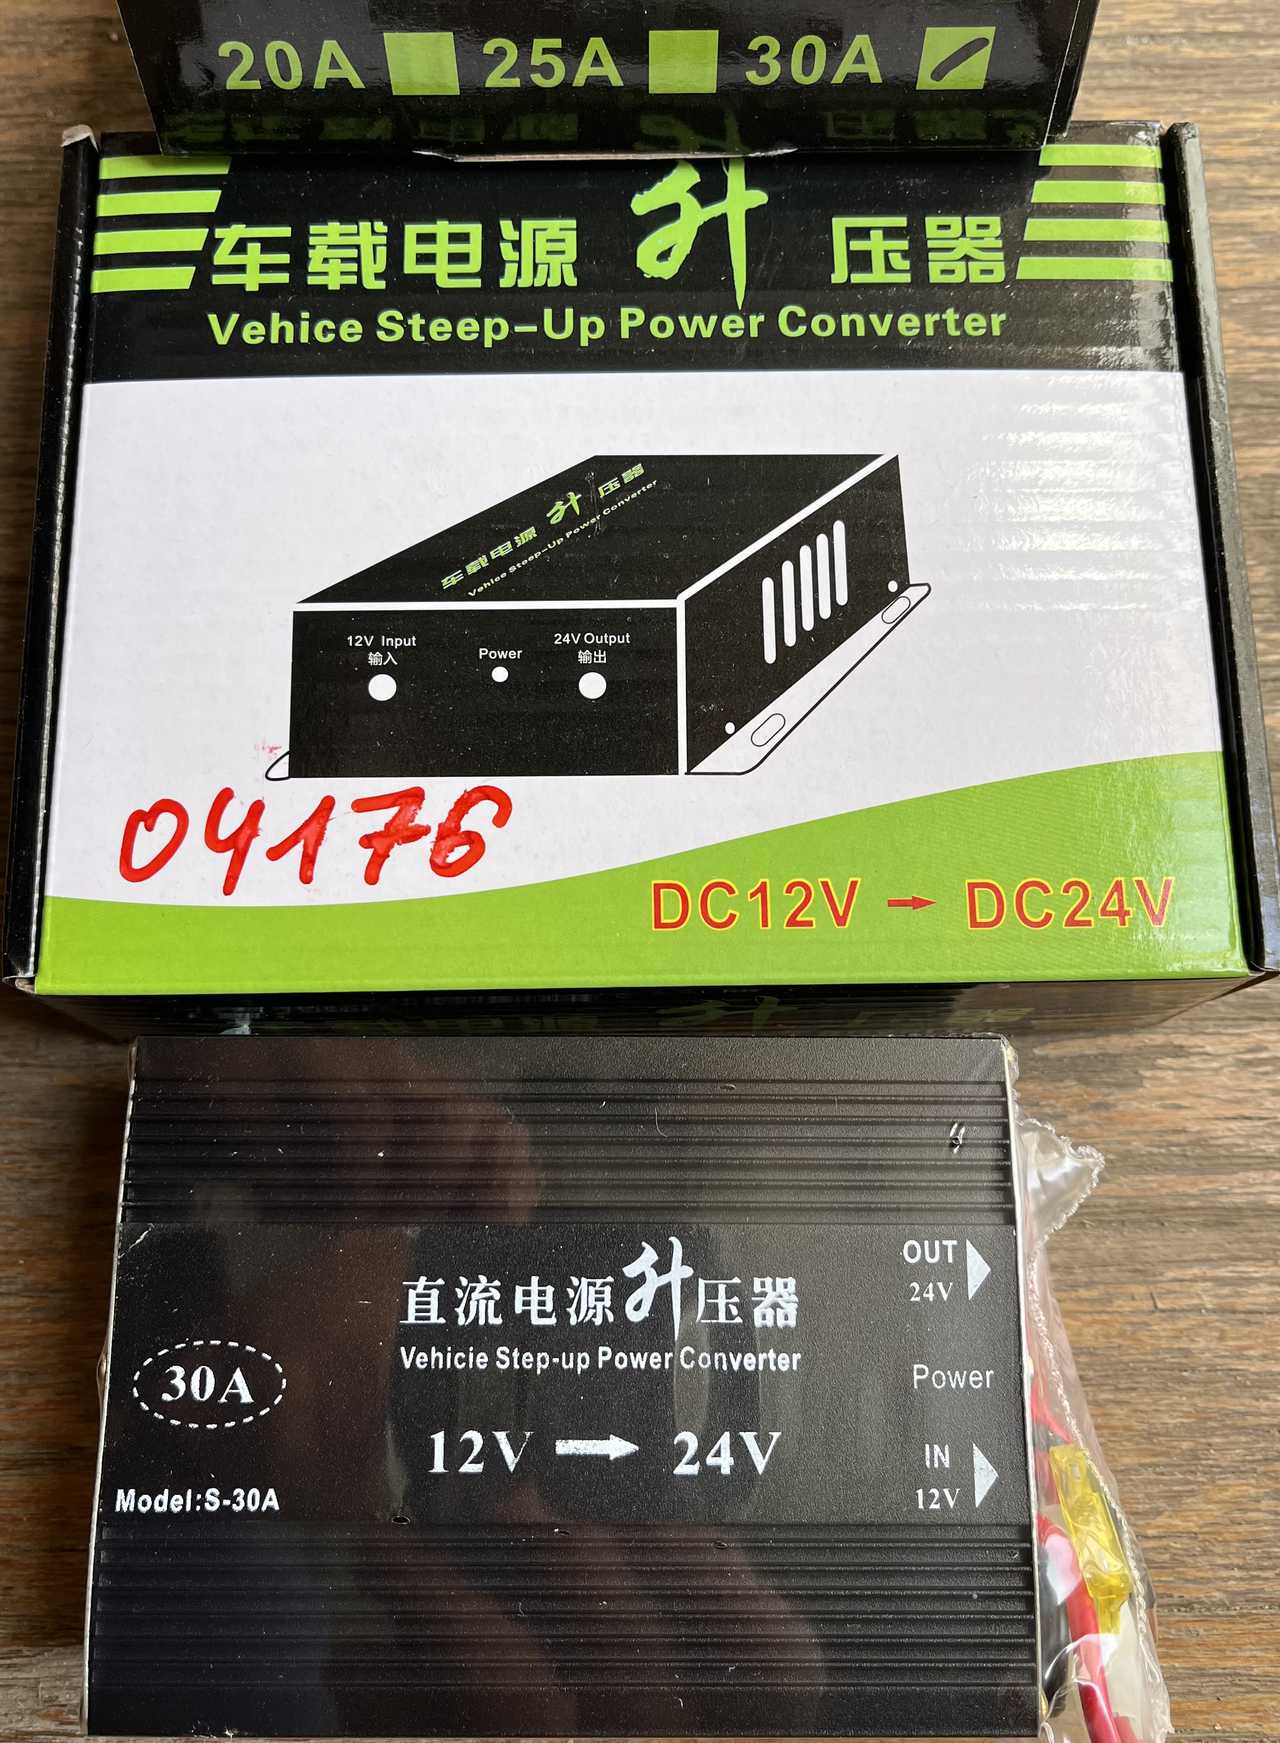 20A 25A 30A
车载电源升压器
Vehice Steep-Up Power Converter
车载电源升压器
Vehice Steep-Up Power Converter
12V Input
输入
Power
24V Output
输出
04176
DC12V → DC24V
OUT
24V
直流电源升压器
Vehicie Step-up Power Converter
30A
Power
12V → 24V
IN
12V
Model:S-30A